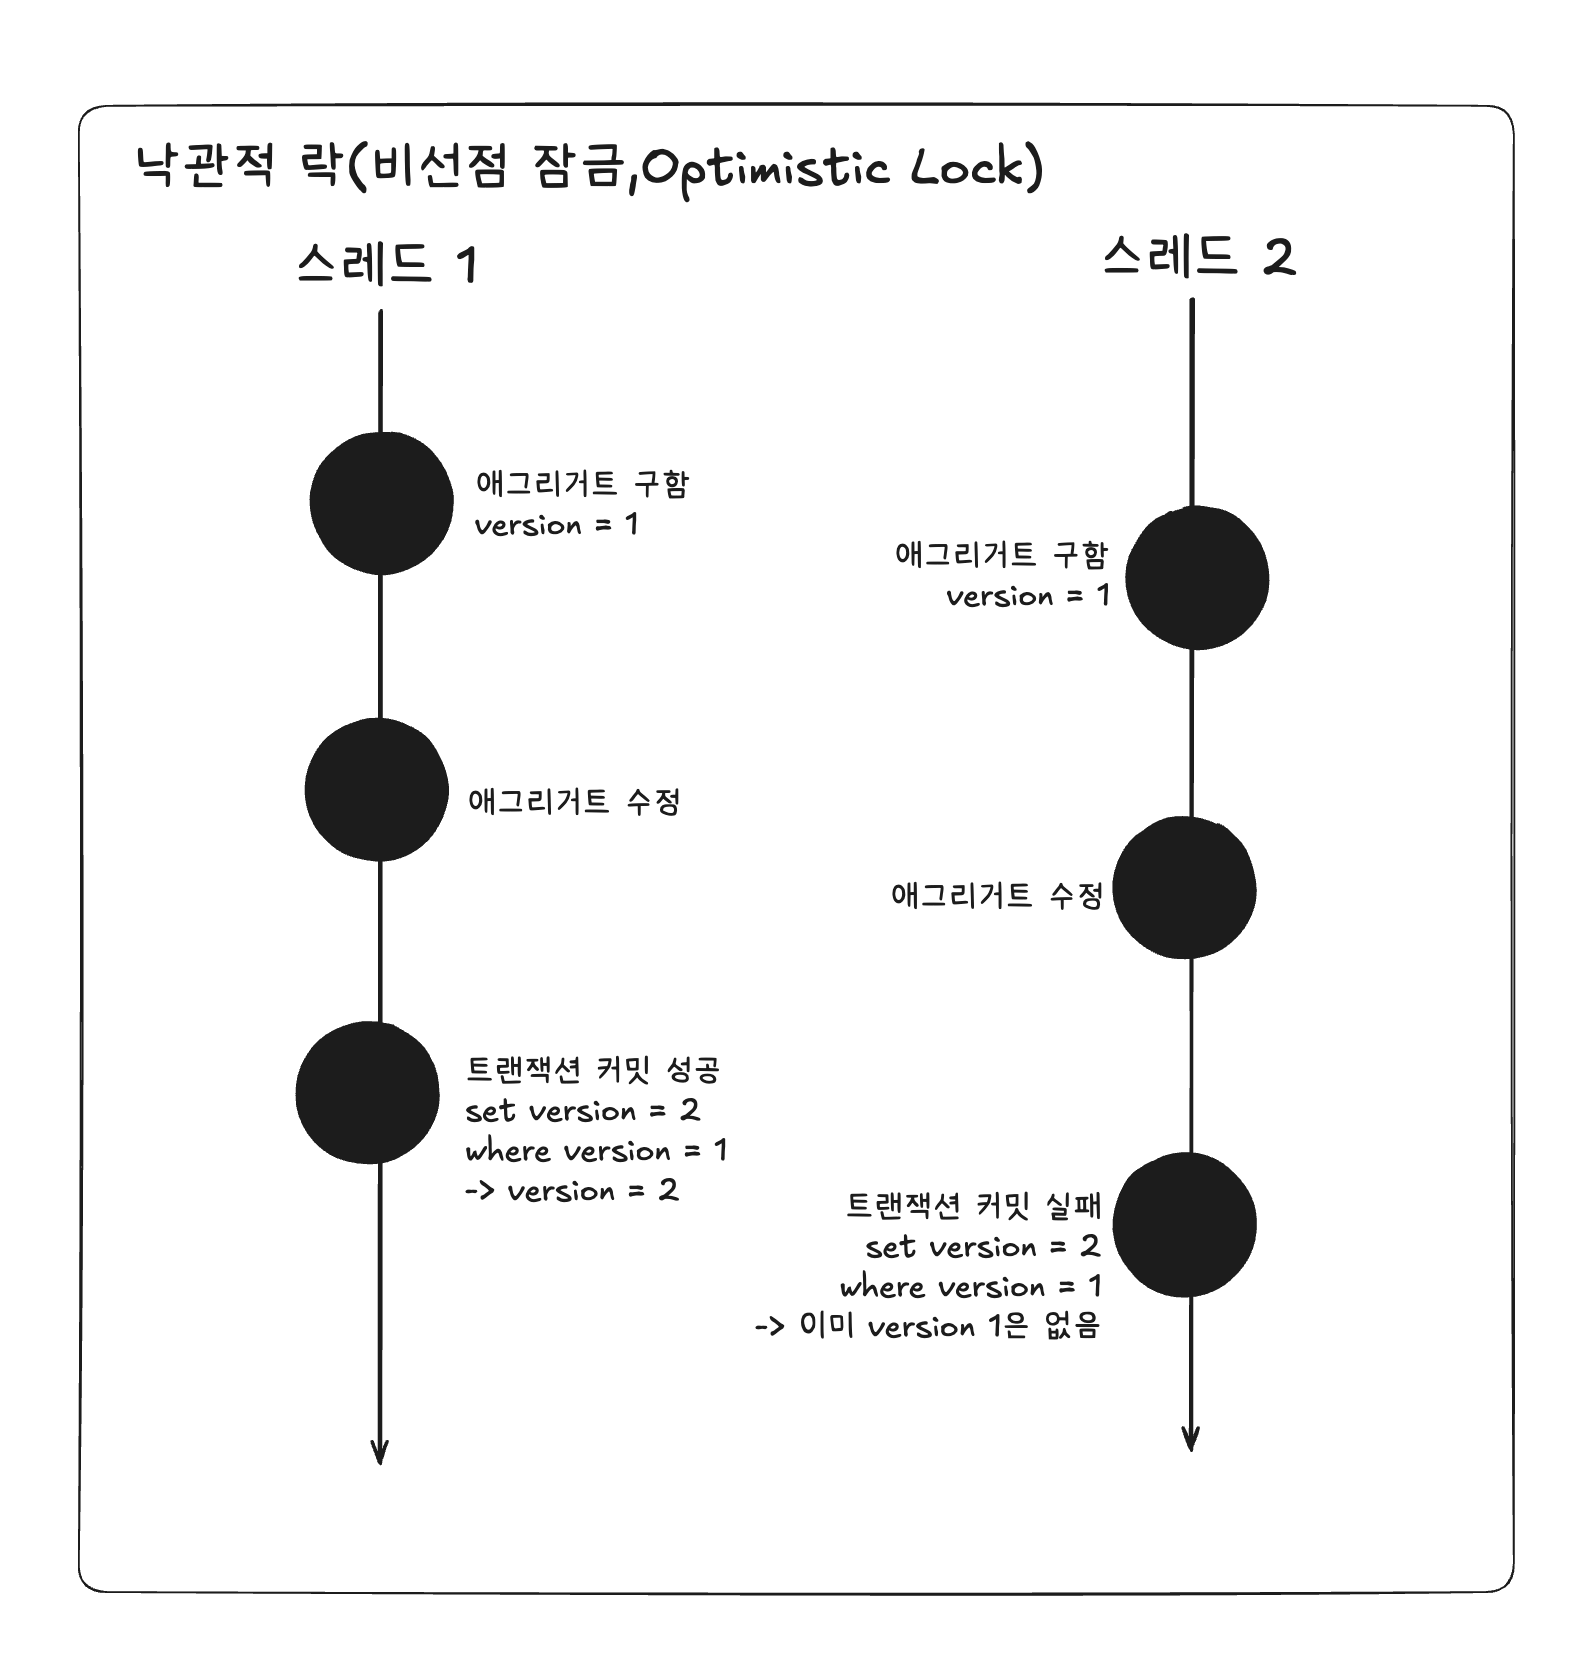 낙관적 락(비선점 잠금,Optimistic Lock)
스레드 1
스레드 2
애그리거트 구함
version = 1
애그리거트 구함
version = 1
애그리거트 수정
애그리거트 수정
트랜잭션 커밋 성공
set version = 2
where version = 1
-> version = 2
트랜잭션 커밋 실패
set version = 2
where version = 1
-> 이미 version 1은 없음